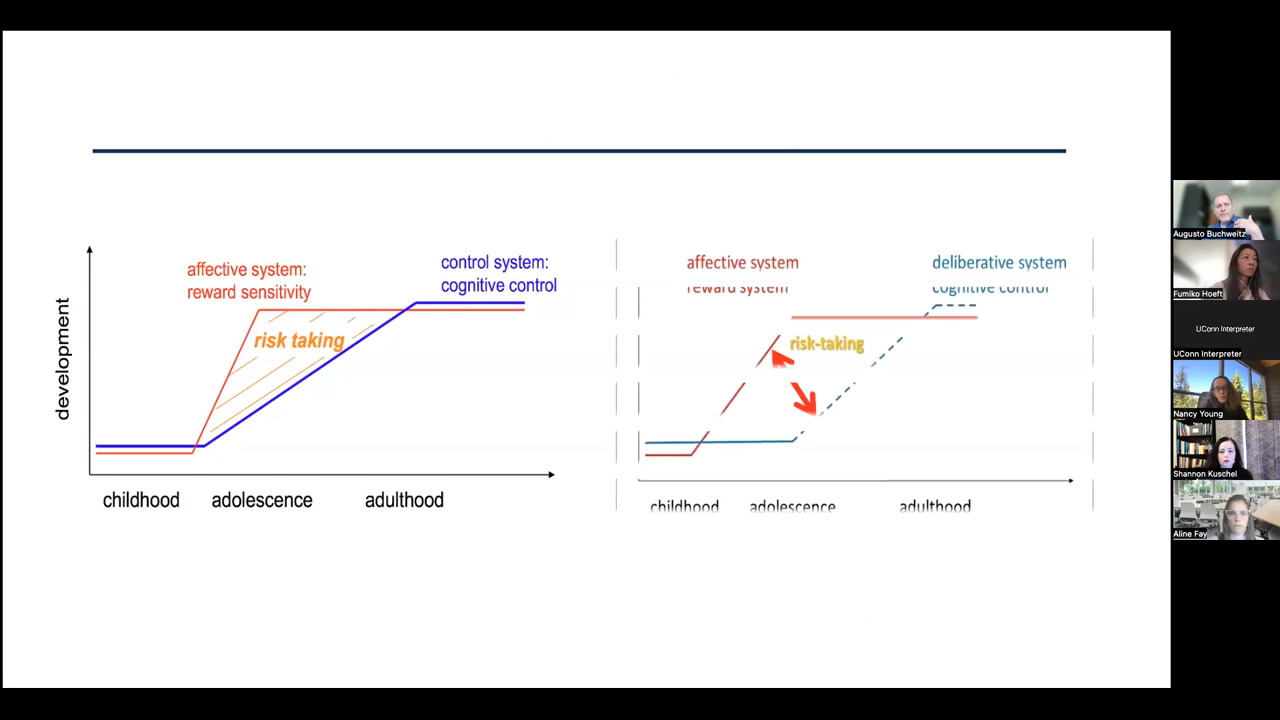 affective system:
reward sensitivity
control system:
cognitive control
risk taking
development
childhood
adolescence
adulthood
affective system
reward system
deliberative system
cognitive control
risk-taking
childhood
adolescence
adulthood
Augusto Buchweitz
Fumiko Hoeft
UConn Interpreter
UConn Interpreter
Nancy Young
Shannon Kuschel
Aline Fay